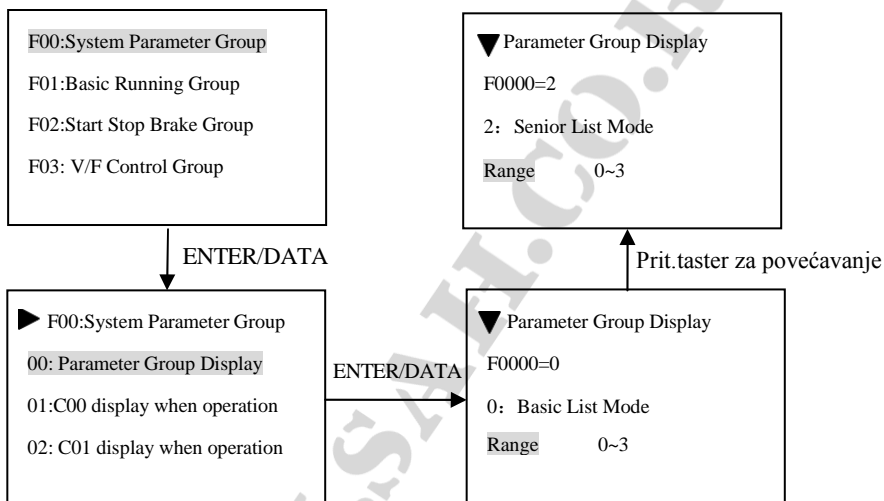 F00:System Parameter Group
F01:Basic Running Group
F02:Start Stop Brake Group
F03: V/F Control Group
ENTER/DATA
F00:System Parameter Group
00: Parameter Group Display
01:C00 display when operation
02: C01 display when operation
ENTER/DATA
Parameter Group Display
F0000=0
0：Basic List Mode
Range 0~3
Prit.taster za povećavanje
Parameter Group Display
F0000=2
2：Senior List Mode
Range 0~3